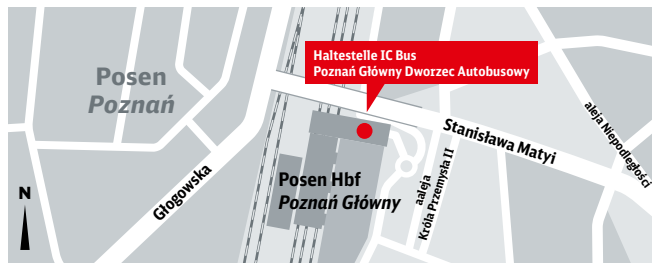 Haltestelle IC Bus
Poznań Główny Dworzec Autobusowy
Posen
Poznań
Stanisława Matyi
aleja Niepodległości
aaleja
Króla Przemysła II
Posen Hbf
Poznań Główny
Głogowska
N